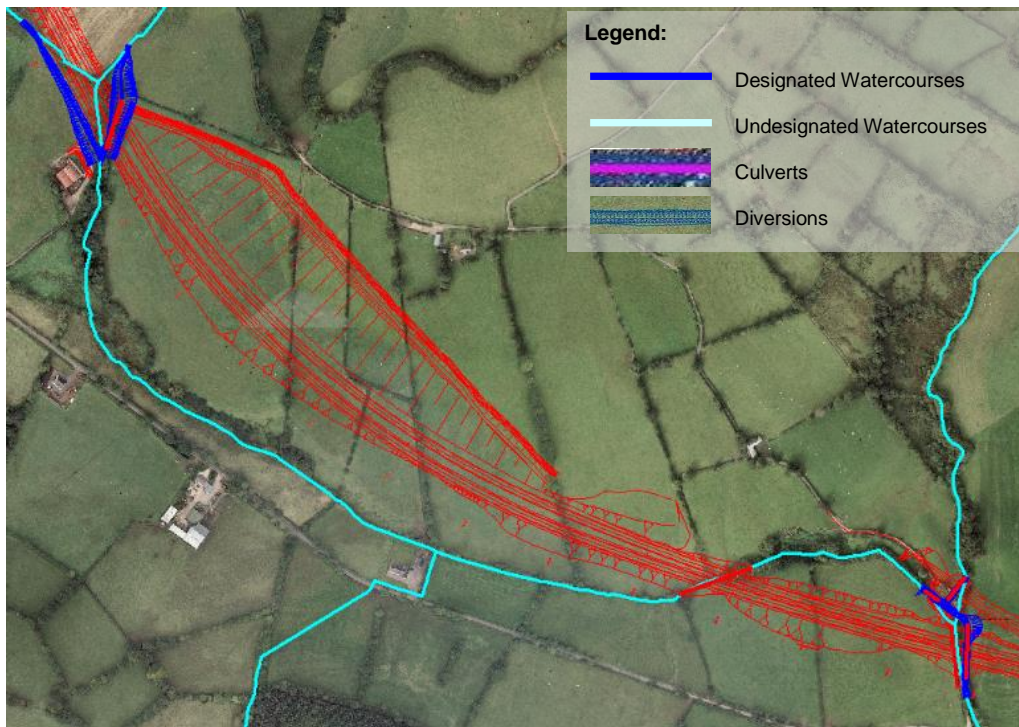 Legend:
Designated Watercourses
Undesignated Watercourses
Culverts
Diversions